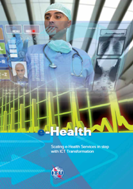 e-Health
Scaling e-Health Services in step
with ICT Transformation